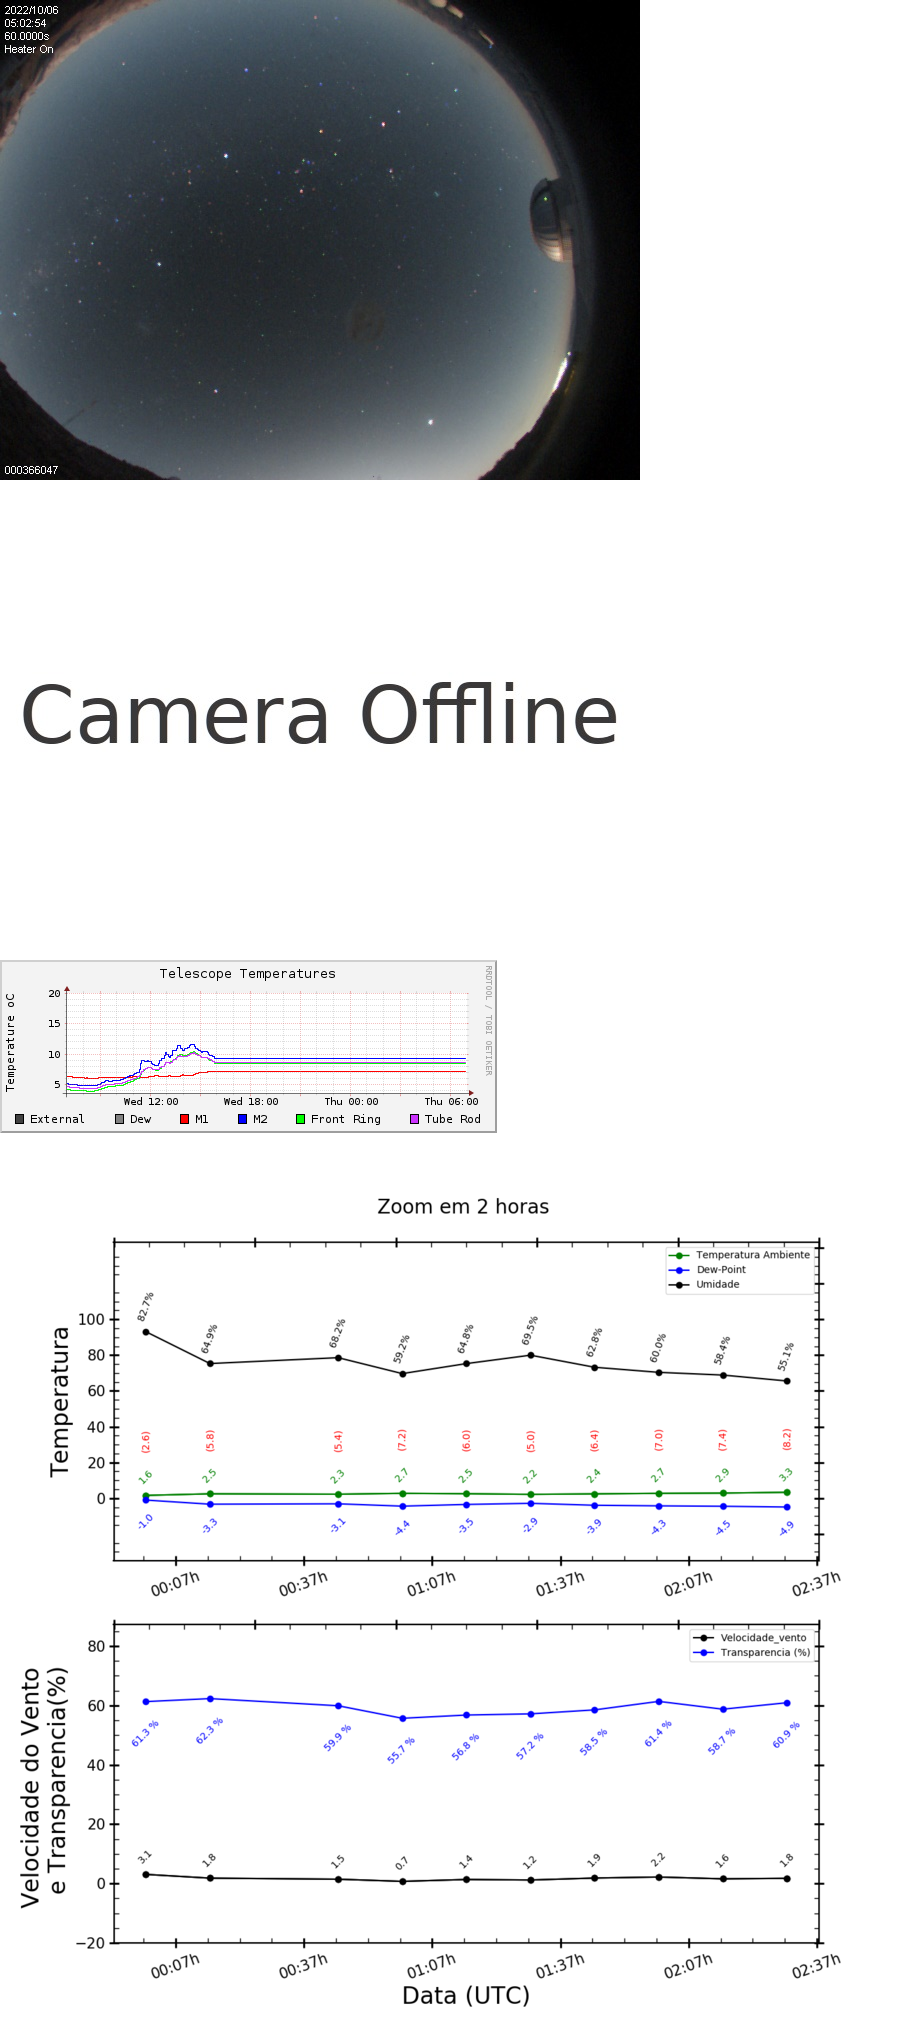 2022/10/06
05:02:54
60.0000s
Heater On
000366047
Camera Offline
Telescope Temperatures
RRDTOOL / TOBI OETIKER
Temperature oC
20
15
10
5
Wed 12:00 Wed 18:00 Thu 00:00 Thu 06:00
External Dew M1 M2 Front Ring Tube Rod
Zoom em 2 horas
Temperatura Ambiente
Dew-Point
Umidade
Temperatura
100
80
60
40
20
0
82.7% 64.9% 68.2% 59.2% 64.8% 69.5% 62.8% 60.0% 58.4% 55.1%
(2.6) (5.8) (5.4) (7.2) (6.0) (5.0) (6.4) (7.0) (7.4) (8.2)
1.6 2.5 2.3 2.7 2.5 2.2 2.4 2.7 2.9 3.3
-1.0 -3.3 -3.1 -4.4 -3.5 -2.9 -3.9 -4.3 -4.5 -4.9
00:07h 00:37h 01:07h 01:37h 02:07h 02:37h
Velocidade_vento
Transparencia (%)
Velocidade do Vento
e Transparencia(%)
80
60
40
20
0
−20
61.3 % 62.3 % 59.9 % 55.7 % 56.8 % 57.2 % 58.5 % 61.4 % 58.7 % 60.9 %
3.1 1.8 1.5 0.7 1.4 1.2 1.9 2.2 1.6 1.8
00:07h 00:37h 01:07h 01:37h 02:07h 02:37h
Data (UTC)